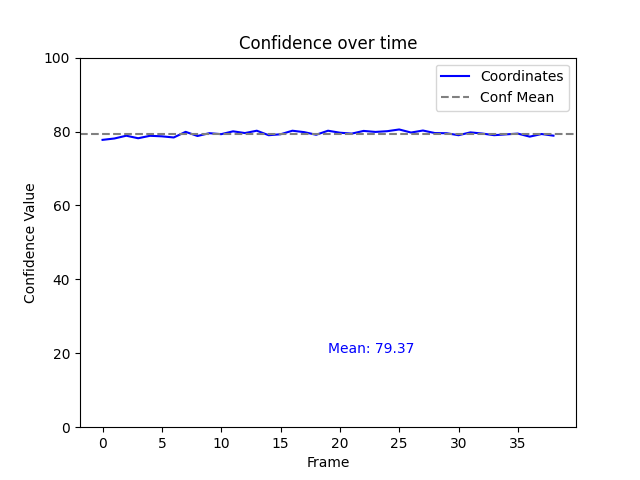 Confidence over time
100
80
60
40
20
0
Confidence Value
Coordinates
Conf Mean
Mean: 79.37
0 5 10 15 20 25 30 35
Frame